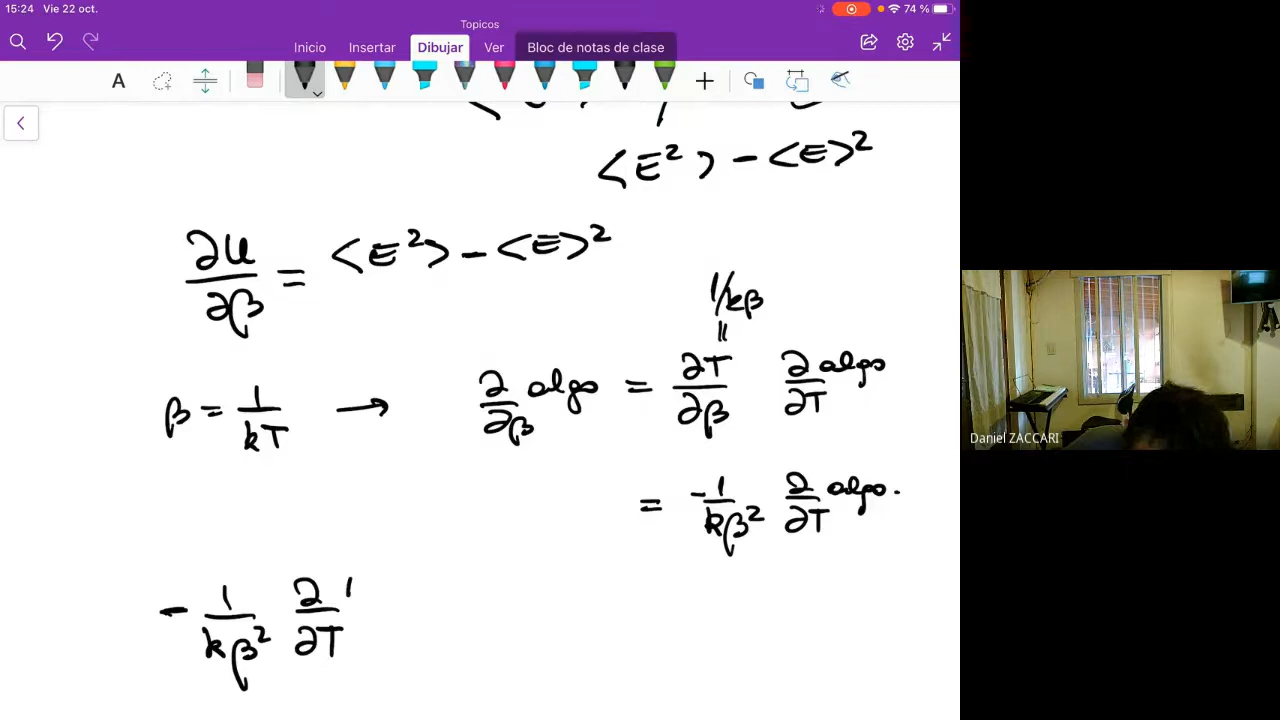 15:24 Vie 22 oct. 74 %
Topicos
Inicio Insertar Dibujar Ver Bloc de notas de clase
A
<E²> - <E>²
∂U/∂β = <E²> - <E>²
1/kβ
=
β = 1/kT → ∂/∂β algo = ∂T/∂β ∂/∂T algo
= -1/kβ² ∂/∂T algo.
- 1/kβ² ∂/∂T
Daniel ZACCARI